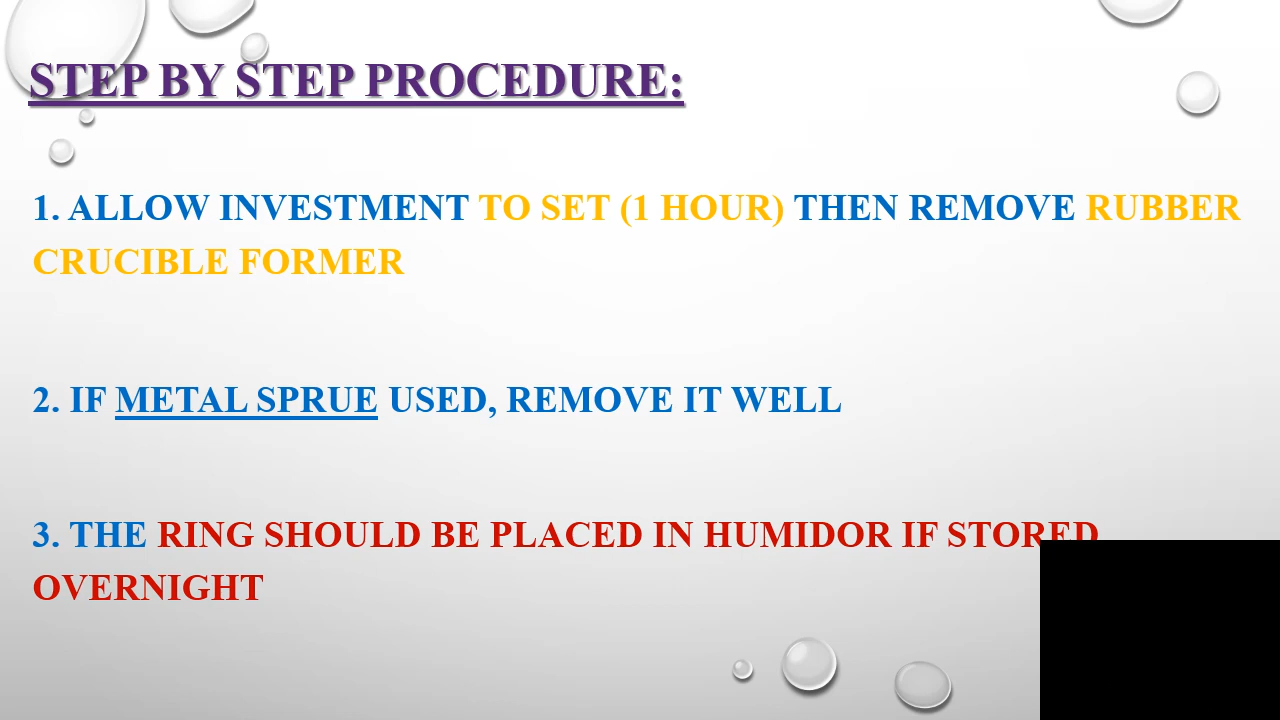 STEP BY STEP PROCEDURE:
1. ALLOW INVESTMENT TO SET (1 HOUR) THEN REMOVE RUBBER
CRUCIBLE FORMER
2. IF METAL SPRUE USED, REMOVE IT WELL
3. THE RING SHOULD BE PLACED IN HUMIDOR IF STORED
OVERNIGHT